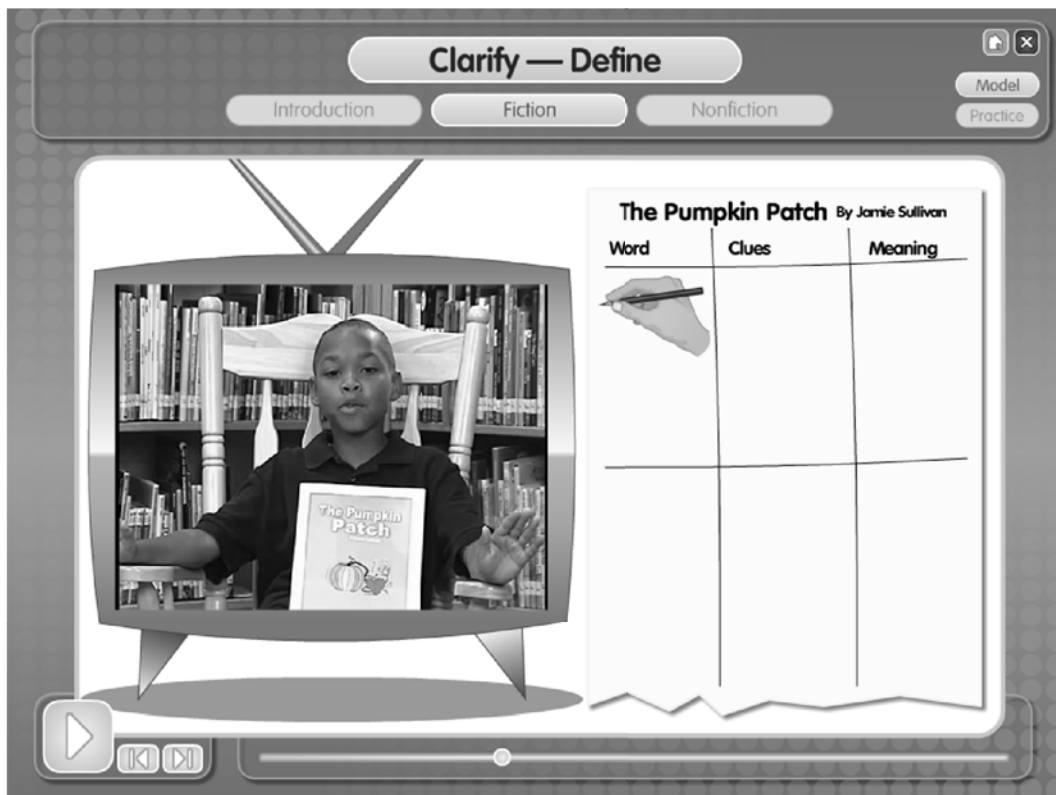 Clarify — Define
Introduction
Fiction
Nonfiction
Model
Practice
The Pumpkin Patch By Jamie Sullivan
Word Clues Meaning
The Pumpkin
Patch